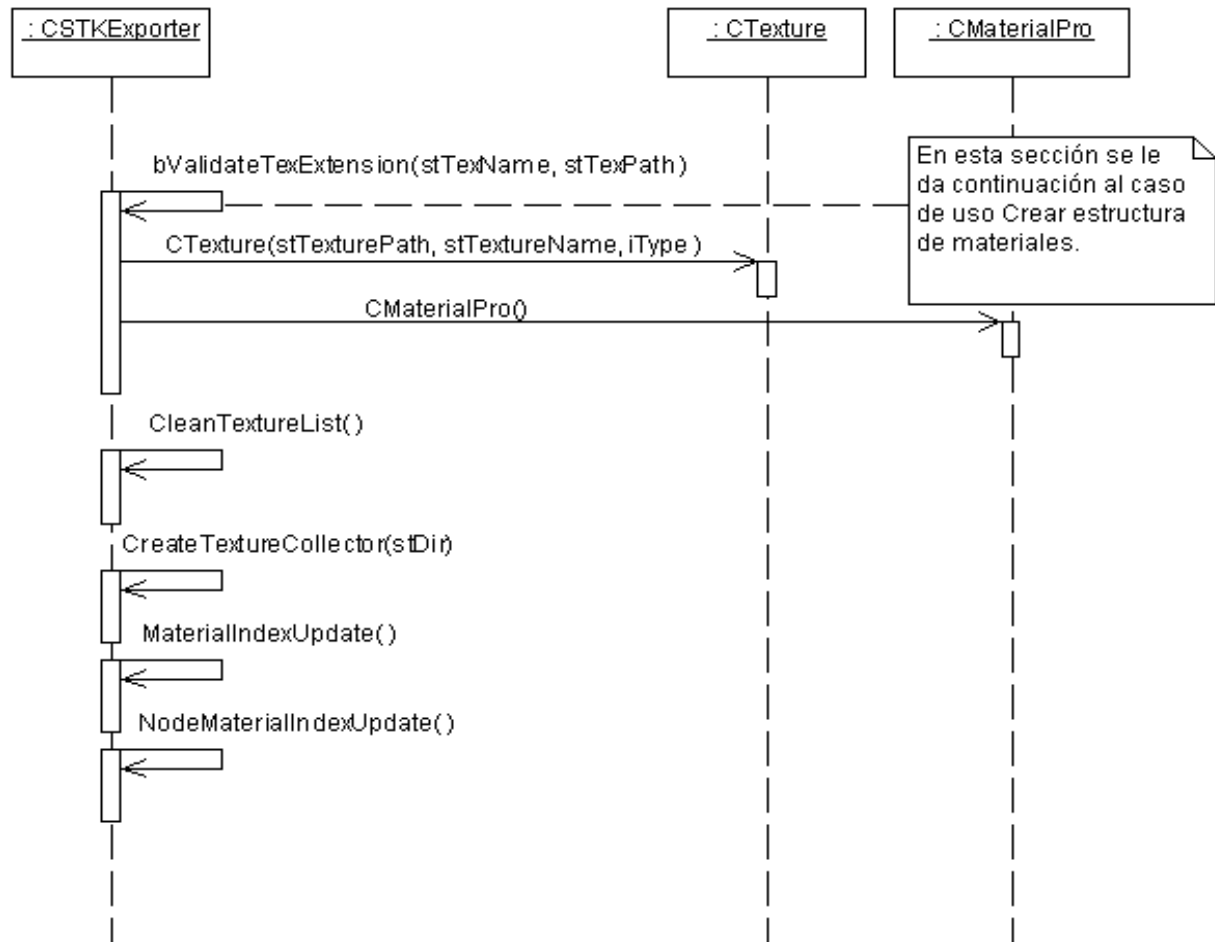 : CSTKExporter
: CTexture
: CMaterialPro
bValidateTexExtension(stTexName, stTexPath)
En esta sección se le
da continuación al caso
de uso Crear estructura
de materiales.
CTexture(stTexturePath, stTextureName, iType )
CMaterialPro()
CleanTextureList()
CreateTextureCollector(stDir)
MaterialIndexUpdate()
NodeMaterialIndexUpdate()